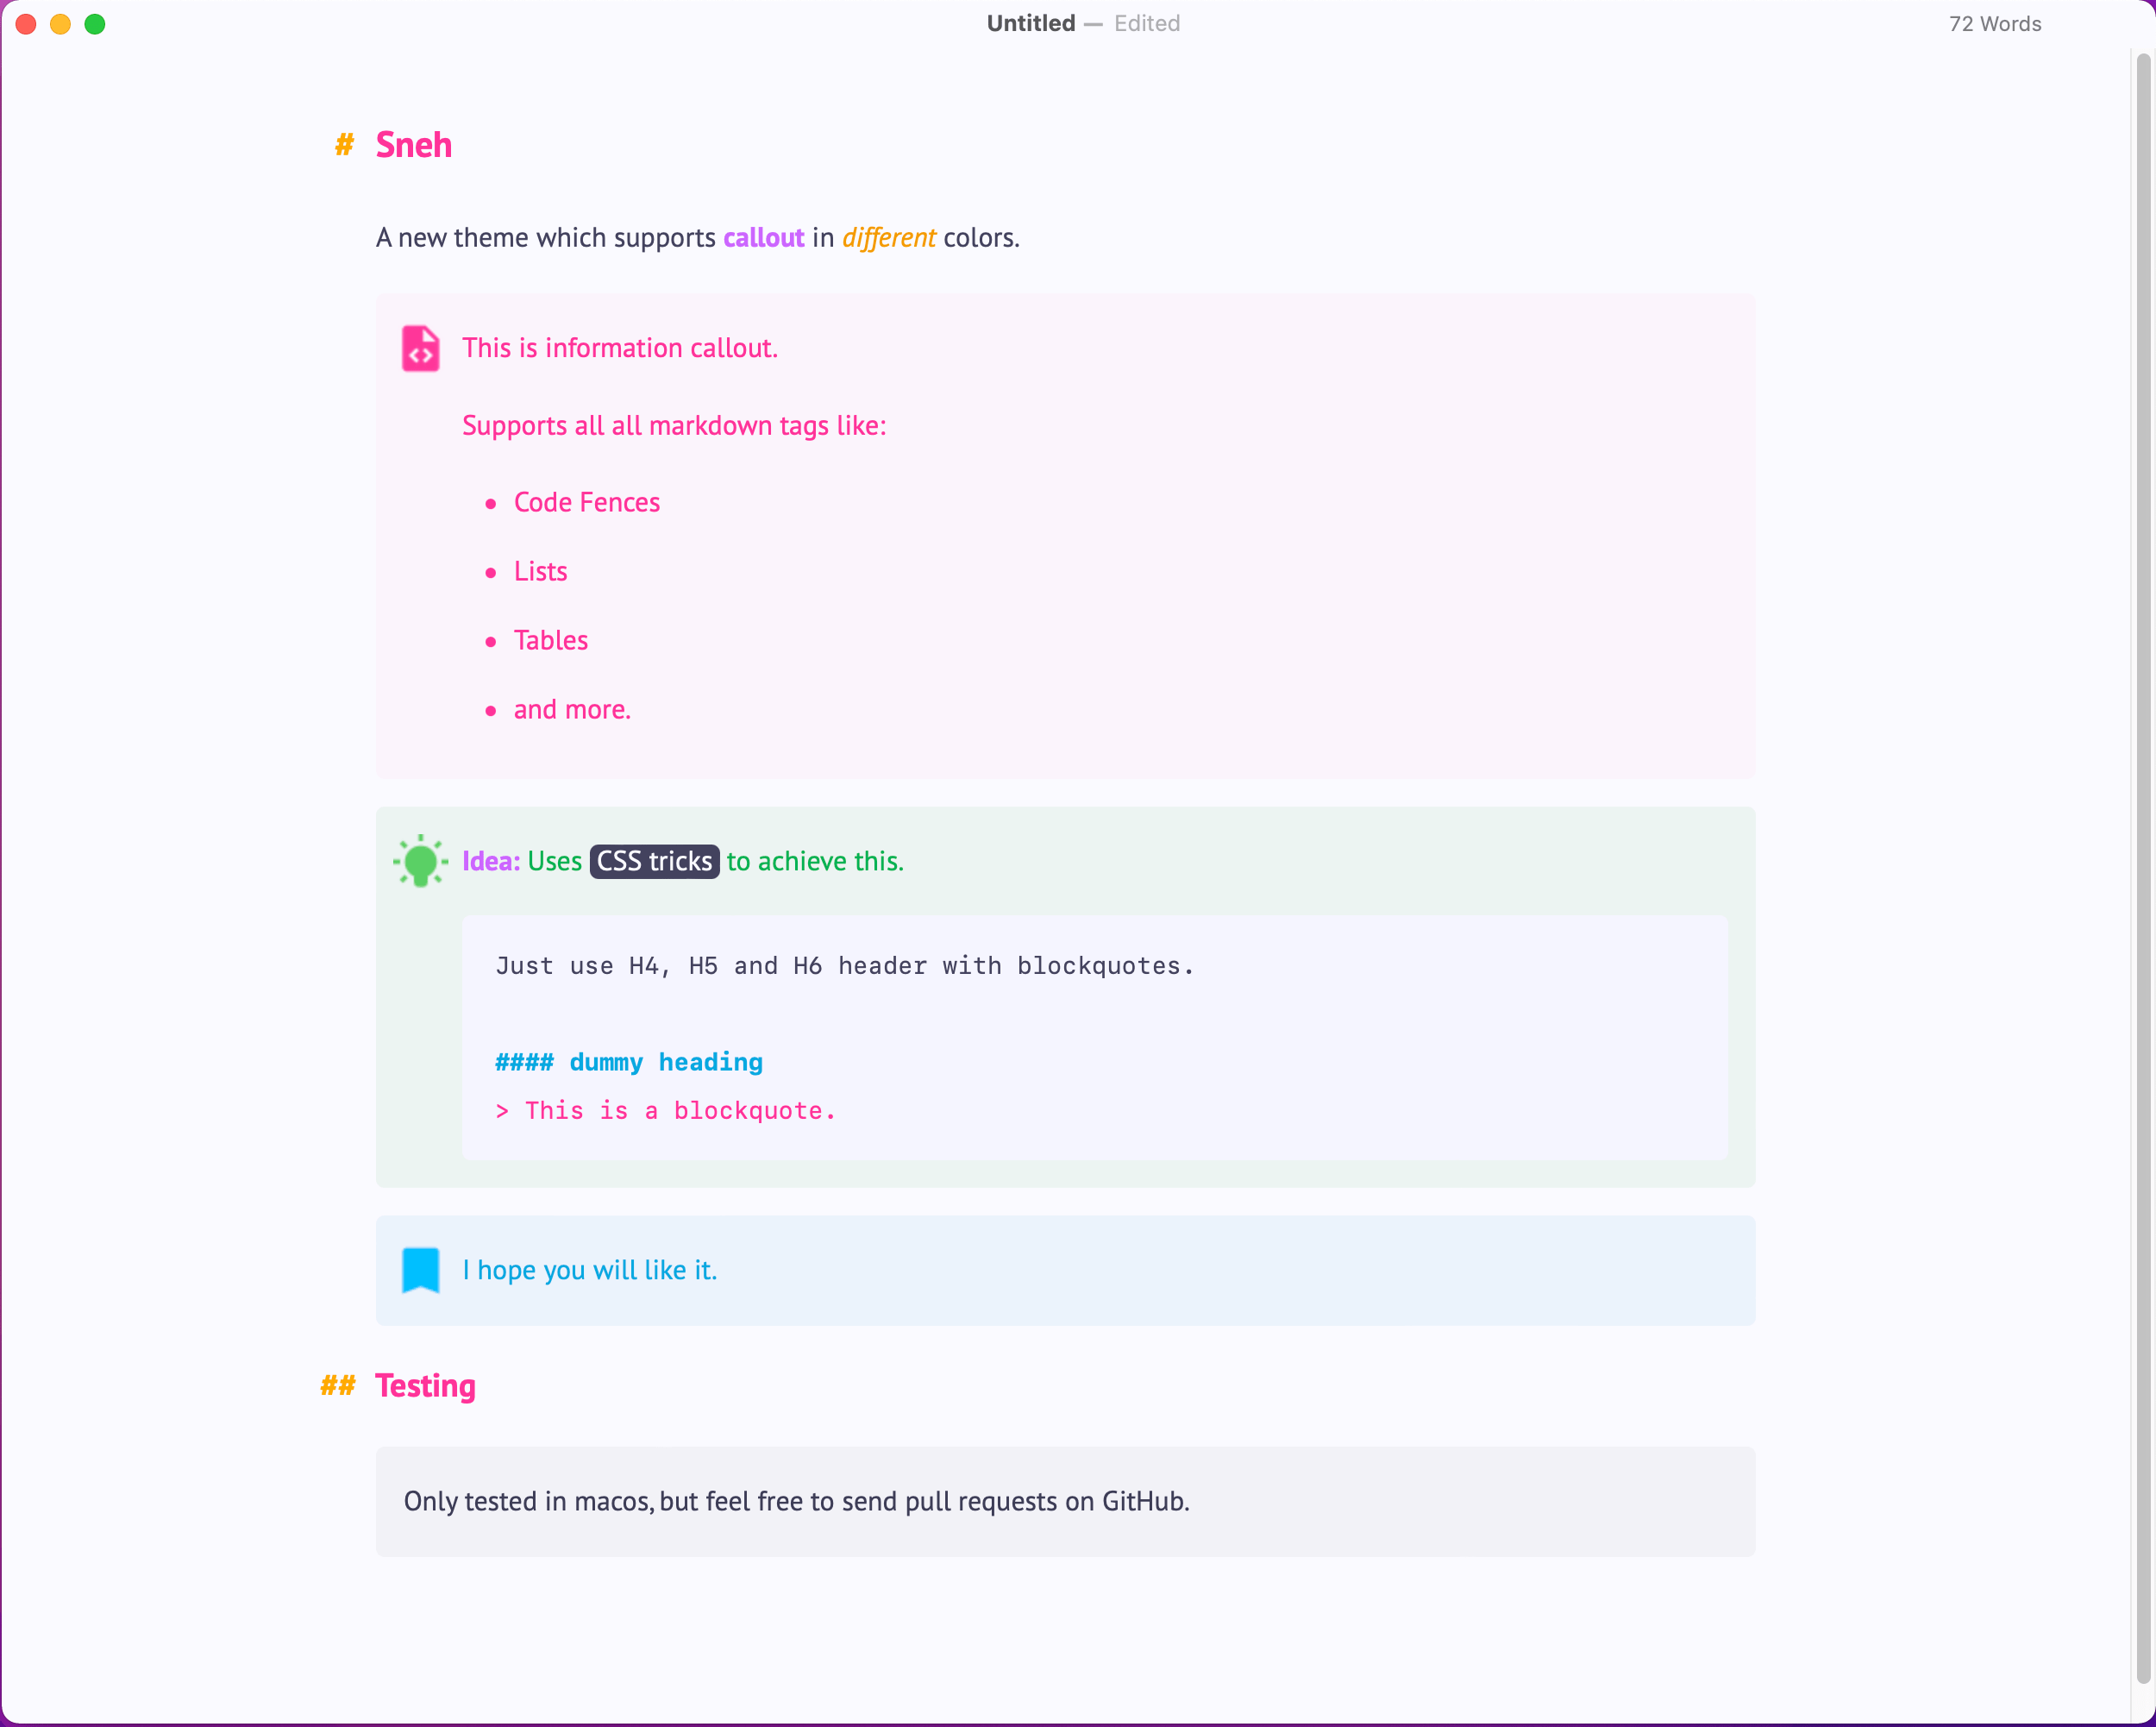 Untitled — Edited
72 Words
# Sneh
A new theme which supports callout in different colors.
This is information callout.
Supports all all markdown tags like:
• Code Fences
• Lists
• Tables
• and more.
Idea: Uses CSS tricks to achieve this.
Just use H4, H5 and H6 header with blockquotes.
#### dummy heading
> This is a blockquote.
I hope you will like it.
## Testing
Only tested in macos, but feel free to send pull requests on GitHub.